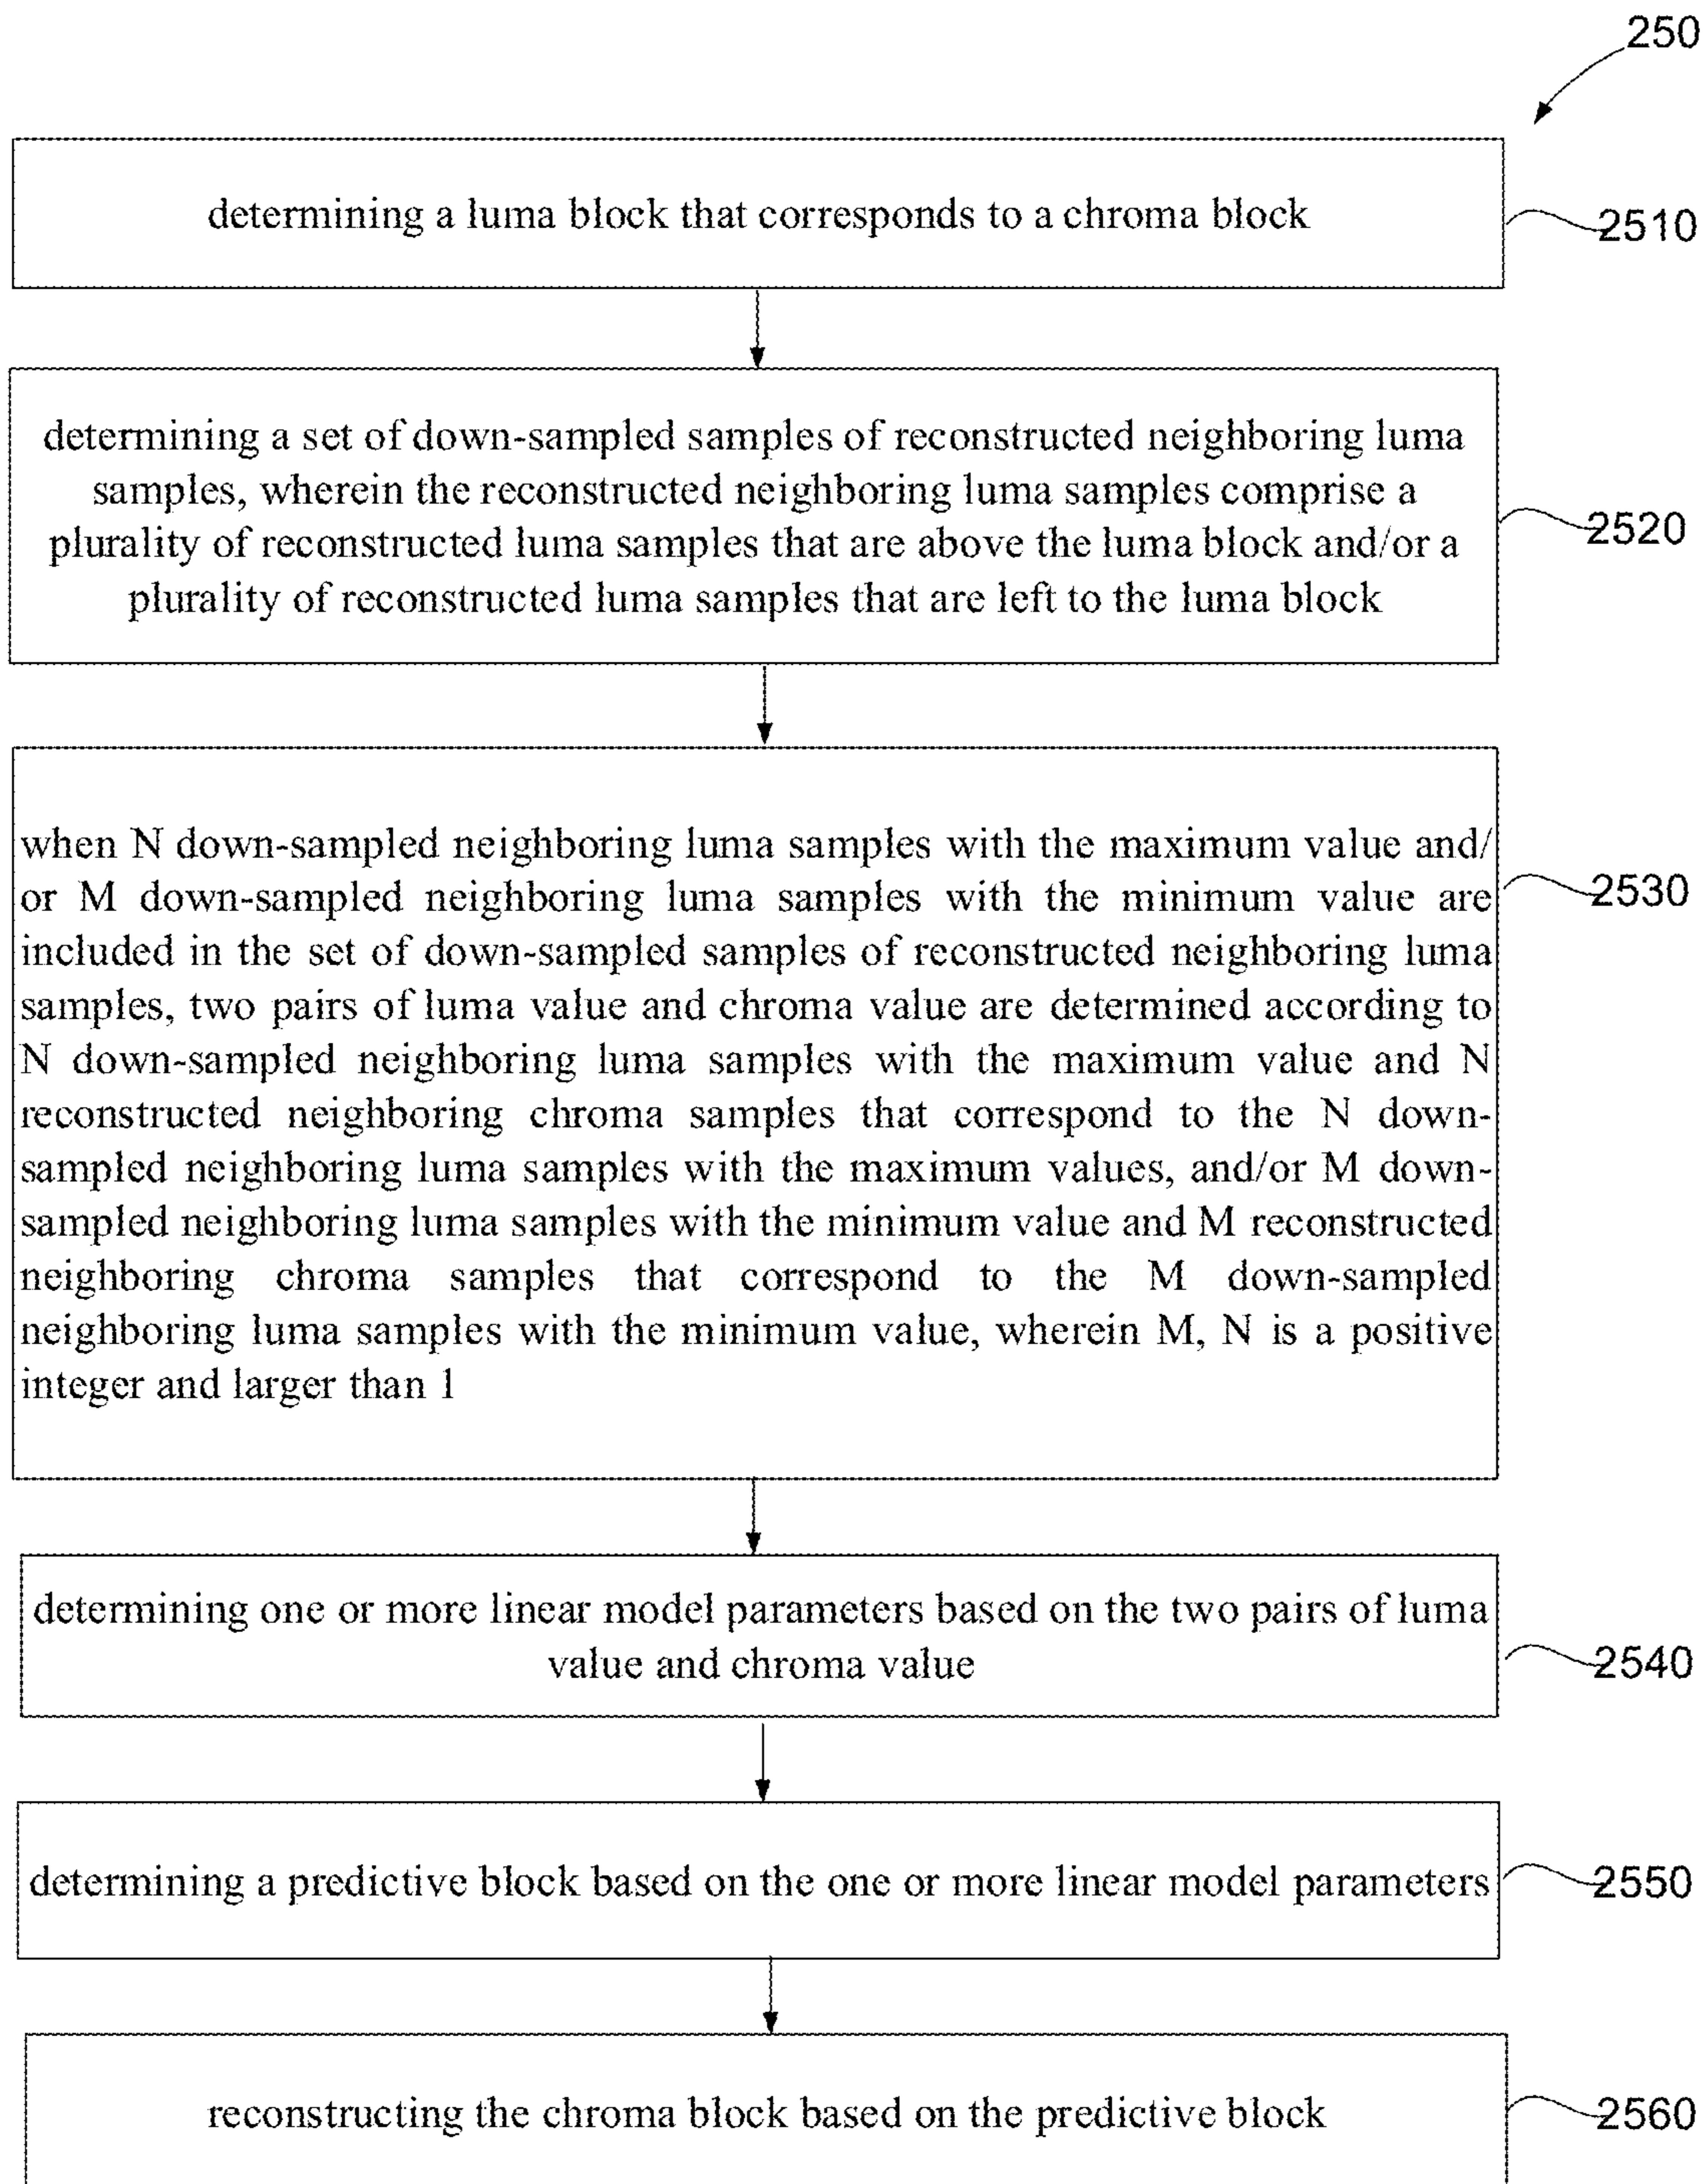 250
determining a luma block that corresponds to a chroma block
2510
determining a set of down-sampled samples of reconstructed neighboring luma
samples, wherein the reconstructed neighboring luma samples comprise a
plurality of reconstructed luma samples that are above the luma block and/or a
plurality of reconstructed luma samples that are left to the luma block
2520
when N down-sampled neighboring luma samples with the maximum value and/
or M down-sampled neighboring luma samples with the minimum value are
included in the set of down-sampled samples of reconstructed neighboring luma
samples, two pairs of luma value and chroma value are determined according to
N down-sampled neighboring luma samples with the maximum value and N
reconstructed neighboring chroma samples that correspond to the N down-
sampled neighboring luma samples with the maximum values, and/or M down-
sampled neighboring luma samples with the minimum value and M reconstructed
neighboring chroma samples that correspond to the M down-sampled
neighboring luma samples with the minimum value, wherein M, N is a positive
integer and larger than 1
2530
determining one or more linear model parameters based on the two pairs of luma
value and chroma value
2540
determining a predictive block based on the one or more linear model parameters
2550
reconstructing the chroma block based on the predictive block
2560